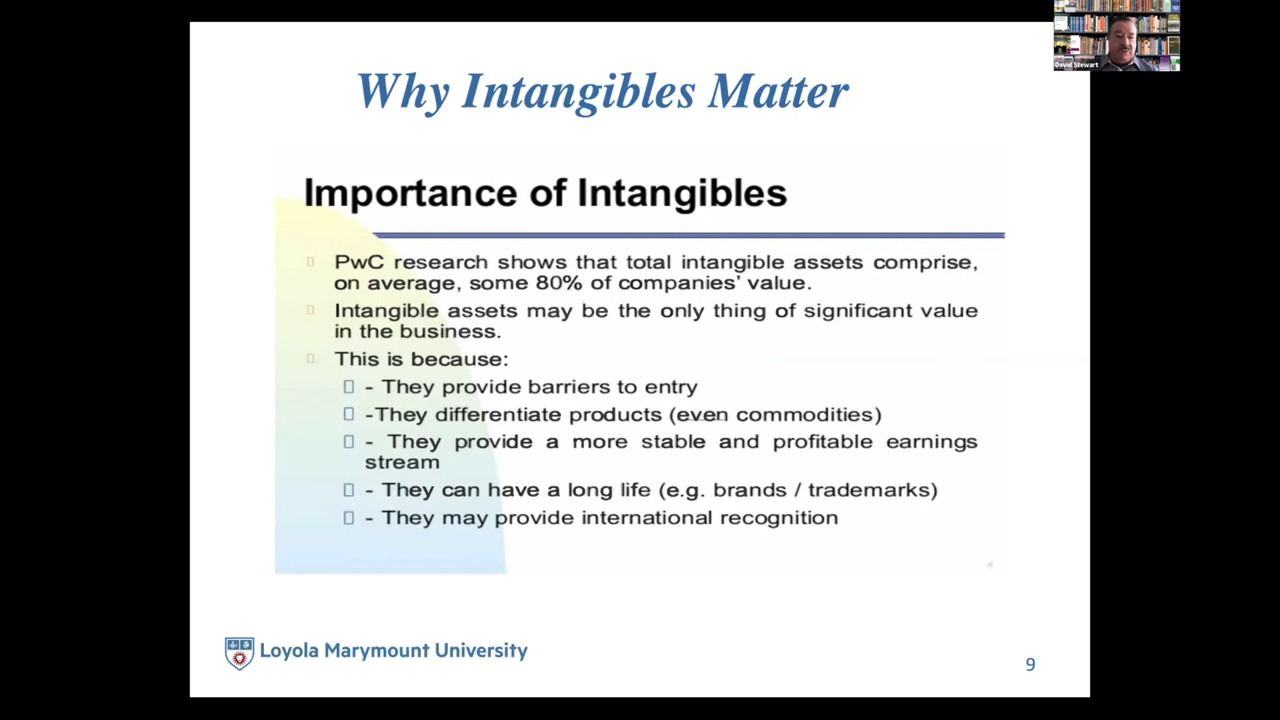 David Stewart
Why Intangibles Matter
Importance of Intangibles
PwC research shows that total intangible assets comprise,
on average, some 80% of companies' value.
Intangible assets may be the only thing of significant value
in the business.
This is because:
- They provide barriers to entry
-They differentiate products (even commodities)
- They provide a more stable and profitable earnings
stream
- They can have a long life (e.g. brands / trademarks)
- They may provide international recognition
Loyola Marymount University
9